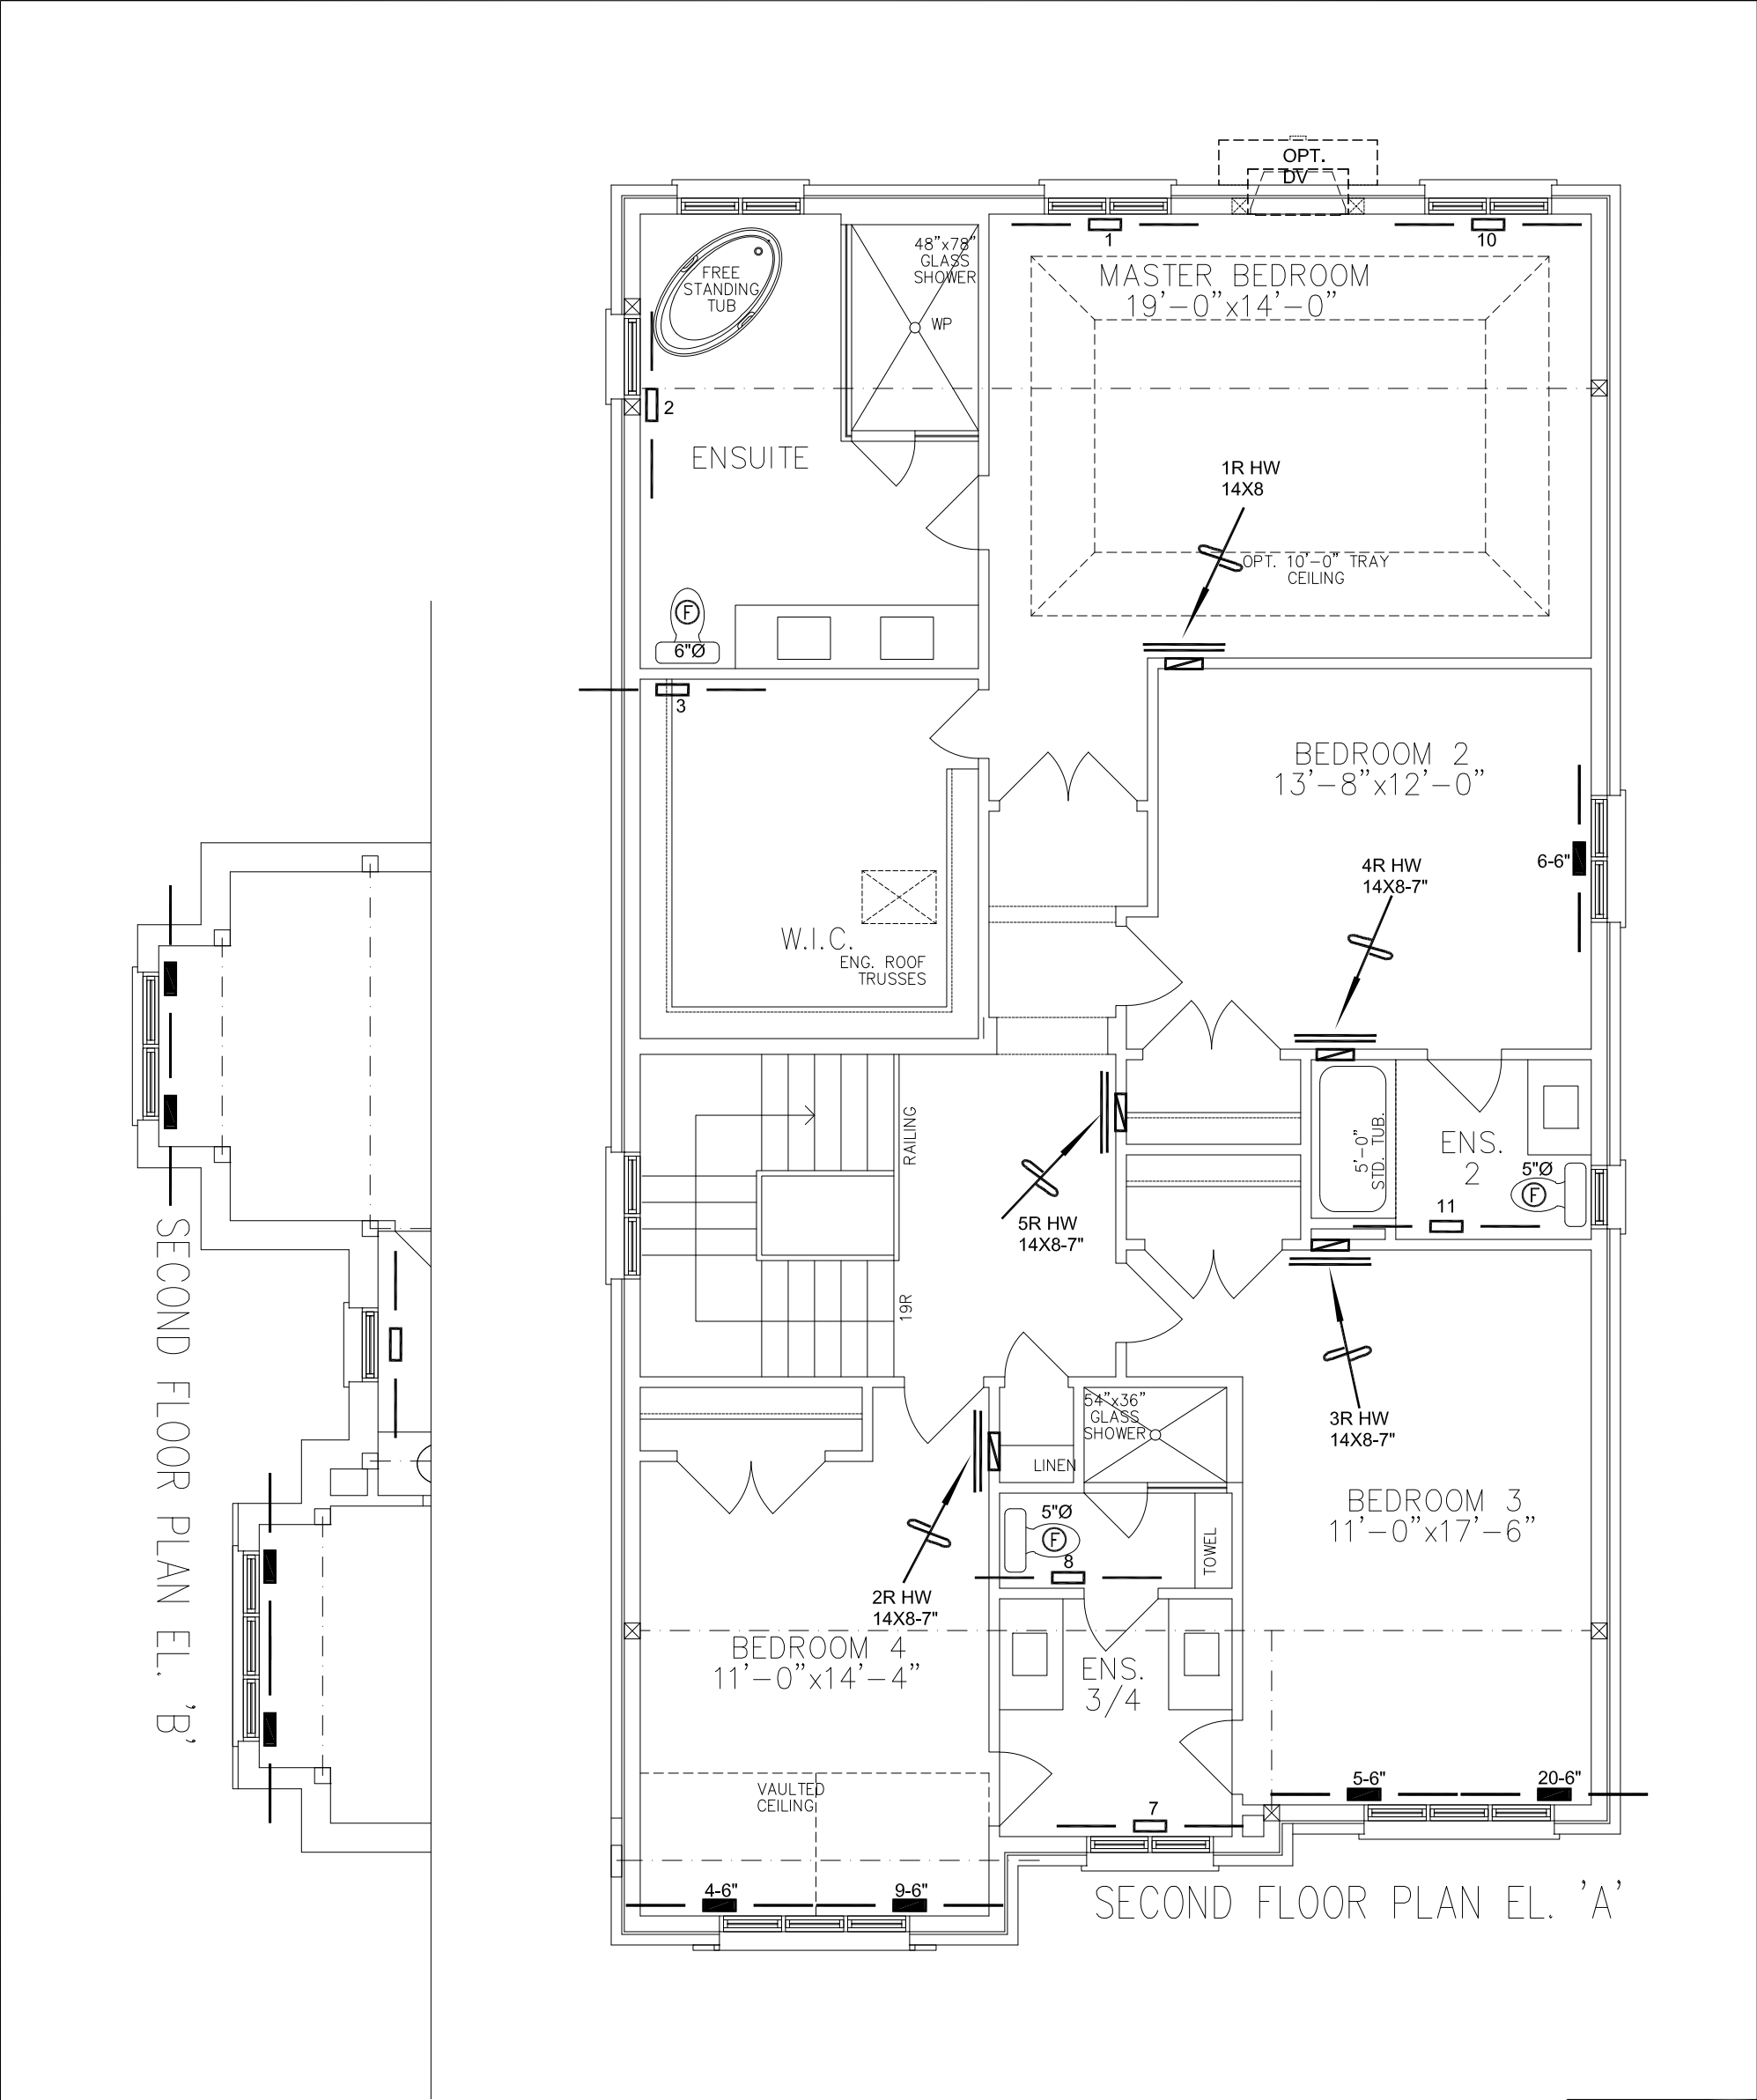 OPT.
DV
1
10
48"x78"
GLASS
SHOWER
FREE
STANDING
TUB
MASTER BEDROOM
19'-0"x14'-0"
WP
2
ENSUITE
1R HW
14X8
OPT. 10'-0" TRAY
CEILING
F
6"Ø
3
BEDROOM 2
13'-8"x12'-0"
6-6"
4R HW
14X8-7"
W.I.C.
ENG. ROOF
TRUSSES
RAILING
5'-0"
STD. TUB.
ENS.
2
5"Ø
F
11
5R HW
14X8-7"
19R
54"x36"
GLASS
SHOWER
3R HW
14X8-7"
LINEN
BEDROOM 3
11'-0"x17'-6"
5"Ø
F
8
TOWEL
2R HW
14X8-7"
BEDROOM 4
11'-0"x14'-4"
ENS.
3/4
VAULTED
CEILING
5-6"
20-6"
7
4-6"
9-6"
SECOND FLOOR PLAN EL. 'A'
SECOND FLOOR PLAN EL. 'B'